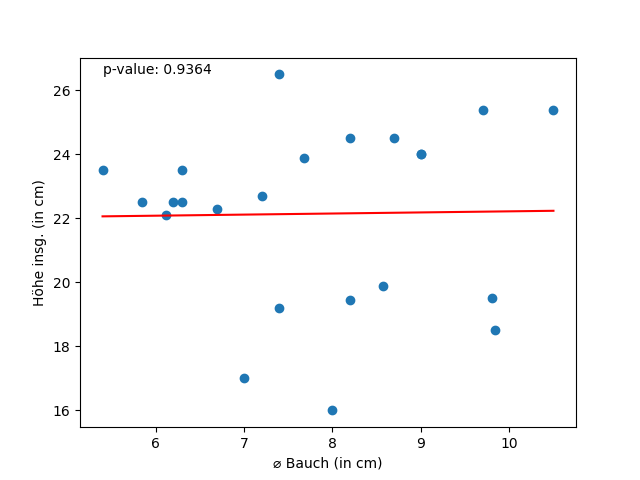 p-value: 0.9364
26
24
22
20
18
16
Höhe insg. (in cm)
6 7 8 9 10
⌀ Bauch (in cm)